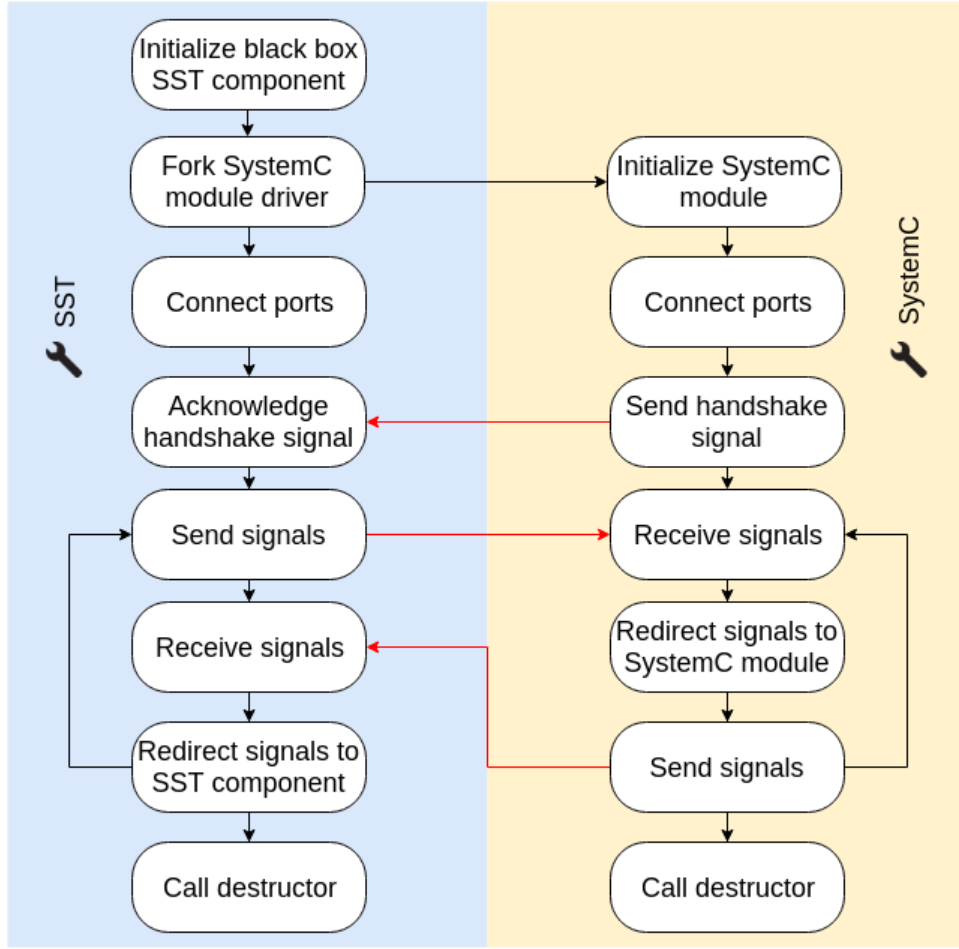 Initialize black box
SST component
Fork SystemC
module driver
Connect ports
Acknowledge
handshake signal
Send signals
Receive signals
Redirect signals to
SST component
Call destructor
SST
Initialize SystemC
module
Connect ports
Send handshake
signal
Receive signals
Redirect signals to
SystemC module
Send signals
Call destructor
SystemC